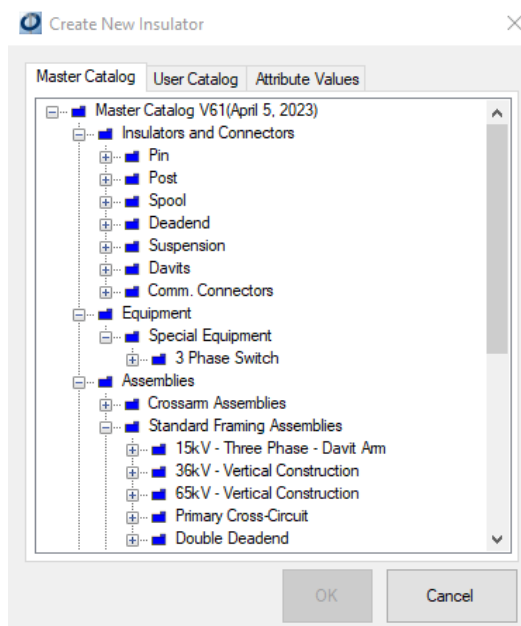 Create New Insulator
Master Catalog User Catalog Attribute Values
Master Catalog V61(April 5, 2023)
Insulators and Connectors
Pin
Post
Spool
Deadend
Suspension
Davits
Comm. Connectors
Equipment
Special Equipment
3 Phase Switch
Assemblies
Crossarm Assemblies
Standard Framing Assemblies
15kV - Three Phase - Davit Arm
36kV - Vertical Construction
65kV - Vertical Construction
Primary Cross-Circuit
Double Deadend
OK Cancel